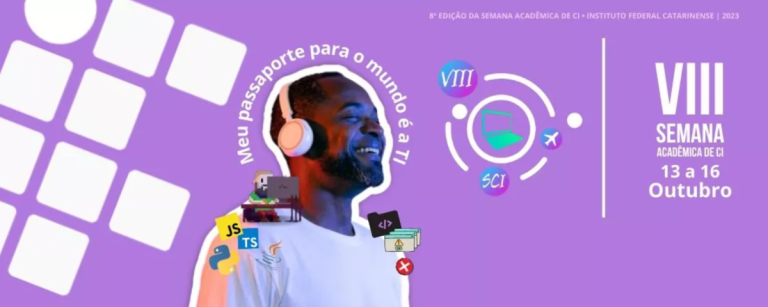 8ª EDIÇÃO DA SEMANA ACADÊMICA DE CI • INSTITUTO FEDERAL CATARINENSE | 2023
Meu passaporte para o mundo é a TI
VIII
SCI
VIII
SEMANA
ACADÊMICA DE CI
13 a 16
Outubro
JS
TS
</>